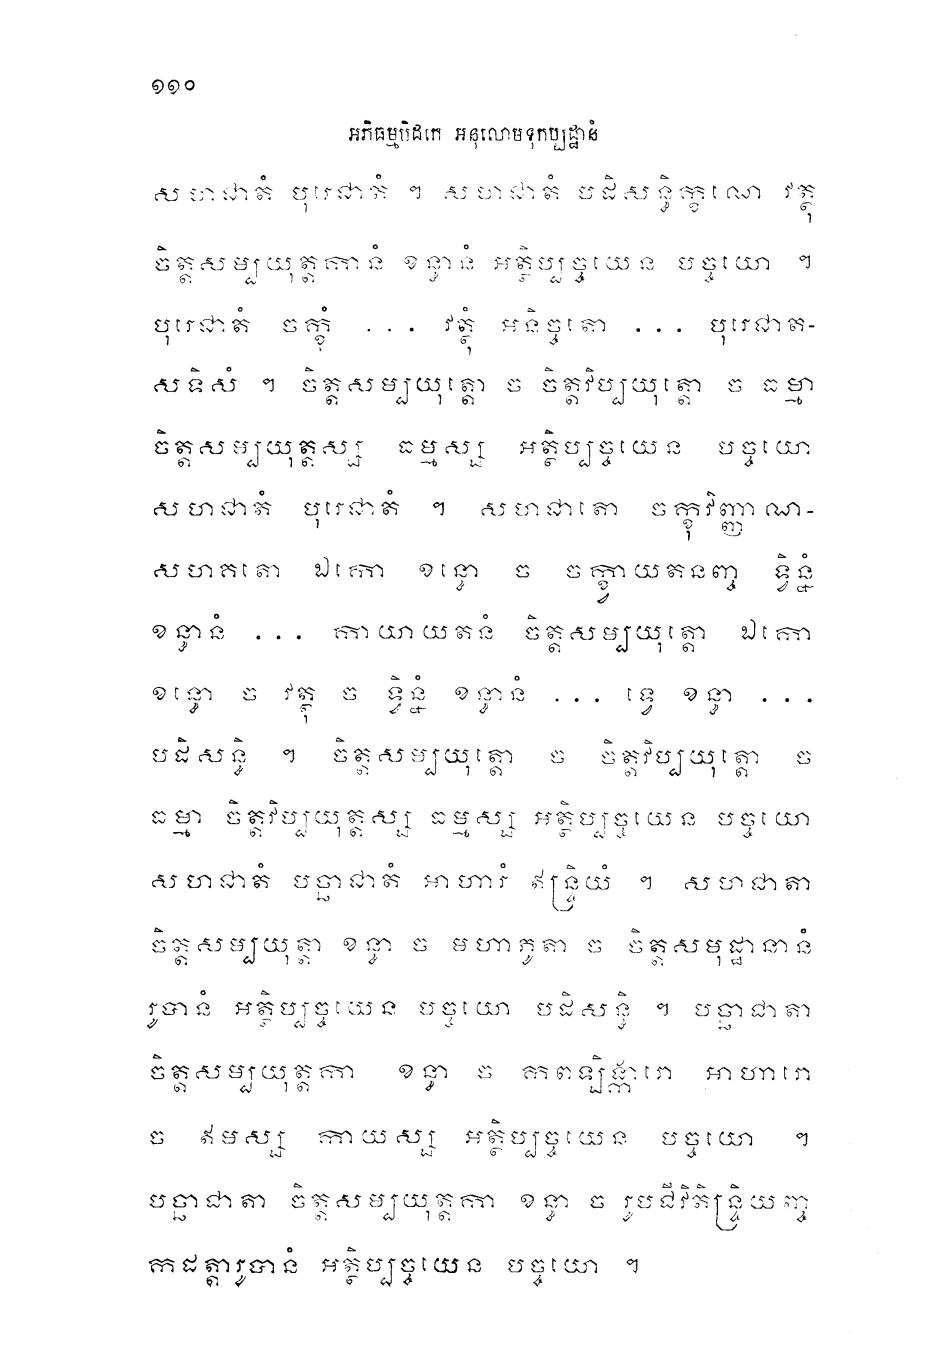 ១១០
អភិធម្មបិដកេ អនុលោមទុកប្បដ្ឋានំ
សហជាតំ បុរេជាតំ ។ សហជាតំ បដិសន្ធិក្ខណេ វត្ថុ
ចិត្តសម្បយុត្តកានំ ខន្ធានំ អត្ថិប្បច្ចយេន បច្ចយោ ។
បុរេជាតំ ចក្ខុំ ... វត្ថុំ អនិច្ចតោ ... បុរេជាត-
សទិសំ ។ ចិត្តសម្បយុត្តោ ច ចិត្តវិប្បយុត្តោ ច ធម្មា
ចិត្តសម្បយុត្តស្ស ធម្មស្ស អត្ថិប្បច្ចយេន បច្ចយោ
សហជាតំ បុរេជាតំ ។ សហជាតោ ចក្ខុវិញ្ញាណ-
សហគតោ ឯកោ ខន្ធោ ច ចក្ខ្វាយតនញ្ច ទ្វិន្នំ
ខន្ធានំ ... កាយាយតនំ ចិត្តសម្បយុត្តោ ឯកោ
ខន្ធោ ច វត្ថុ ច ទ្វិន្នំ ខន្ធានំ ... ទ្វេ ខន្ធា ...
បដិសន្ធិ ។ ចិត្តសម្បយុត្តោ ច ចិត្តវិប្បយុត្តោ ច
ធម្មា ចិត្តវិប្បយុត្តស្ស ធម្មស្ស អត្ថិប្បច្ចយេន បច្ចយោ
សហជាតំ បច្ឆាជាតំ អាហារំ ឥន្ទ្រិយំ ។ សហជាតា
ចិត្តសម្បយុត្តា ខន្ធា ច មហាភូតា ច ចិត្តសមុដ្ឋានានំ
រូបានំ អត្ថិប្បច្ចយេន បច្ចយោ បដិសន្ធិ ។ បច្ឆាជាតា
ចិត្តសម្បយុត្តកា ខន្ធា ច កពឡិង្ការោ អាហារោ
ច ឥមស្ស កាយស្ស អត្ថិប្បច្ចយេន បច្ចយោ ។
បច្ឆាជាតា ចិត្តសម្បយុត្តកា ខន្ធា ច រូបជីវិតិន្ទ្រិយញ្ច
កដត្តារូបានំ អត្ថិប្បច្ចយេន បច្ចយោ ។